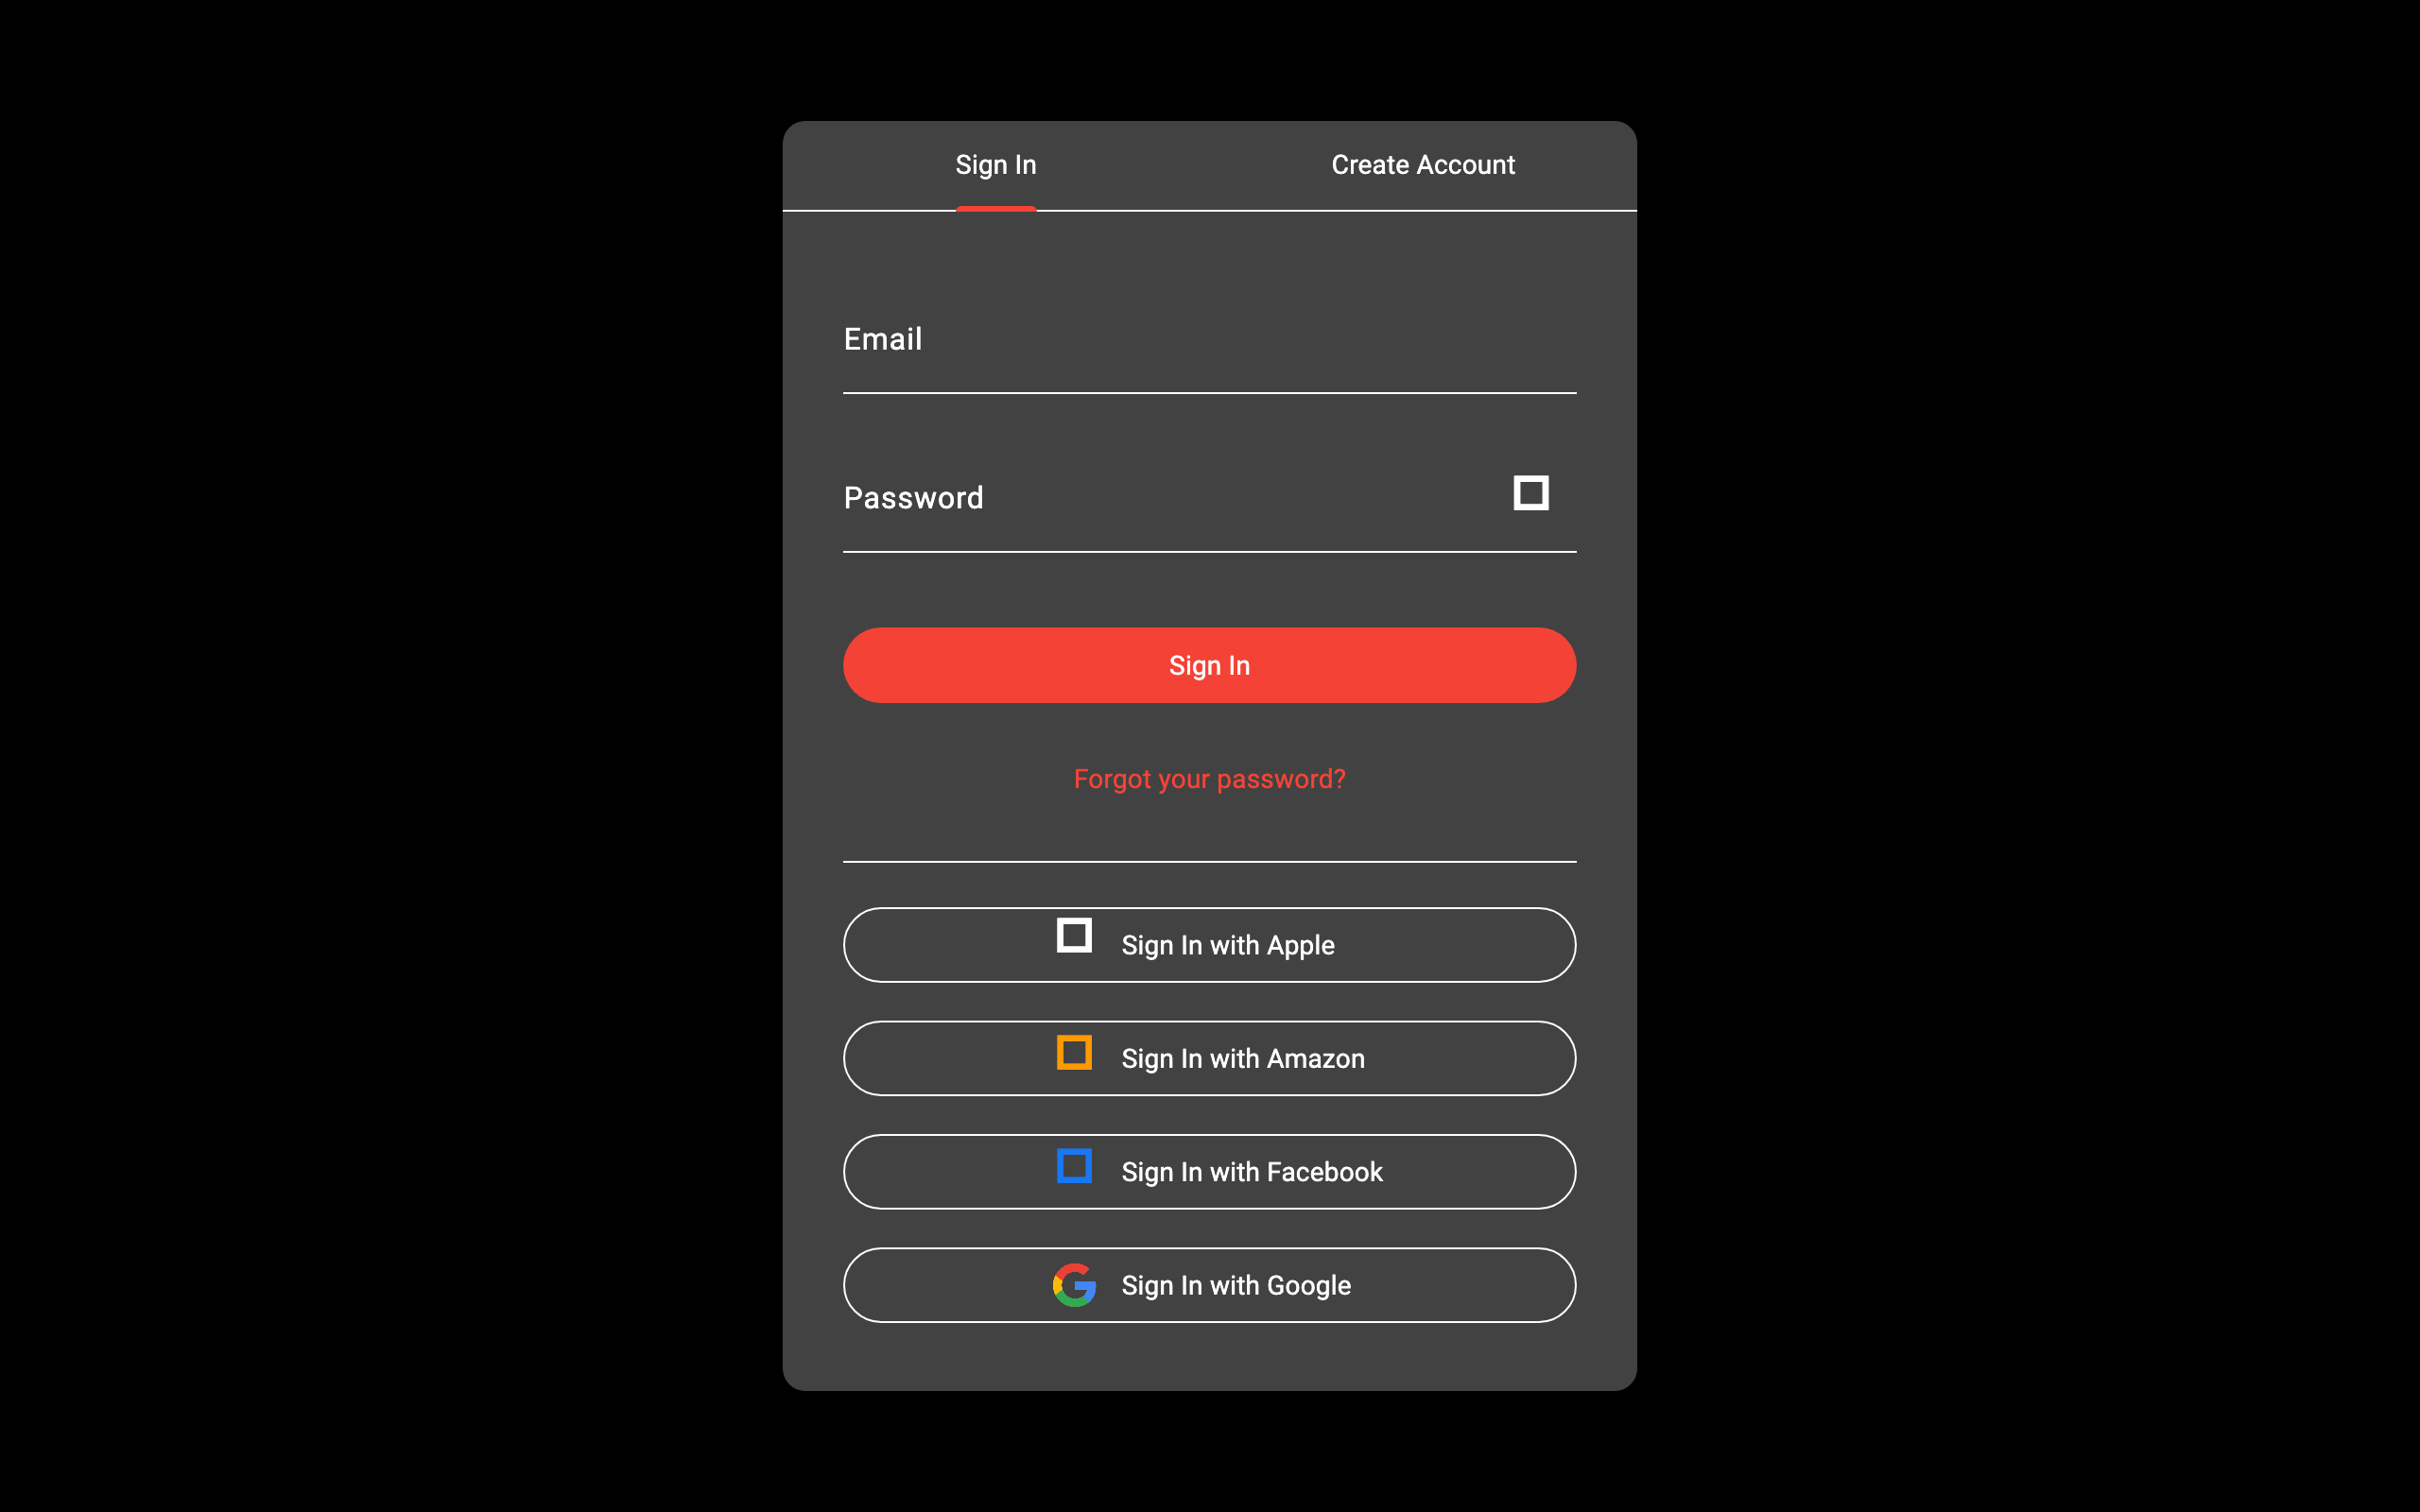 Sign In
Create Account
Email
Password
Sign In
Forgot your password?
Sign In with Apple
Sign In with Amazon
Sign In with Facebook
Sign In with Google